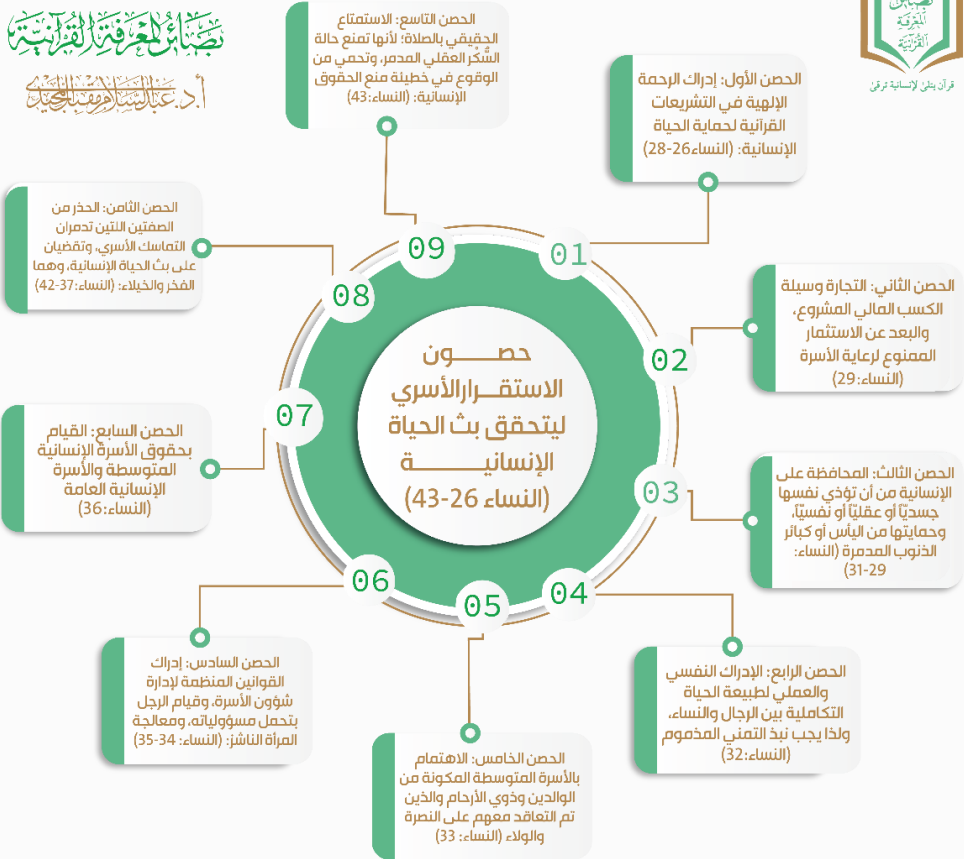 بصائر المعرفة القرآنية
أ.د. عبدالسلام مقبل المجيدي
بصائر
المعرفة
القرآنية
قرآن يتلى لإنسانية ترقى
حصون
الاستقرار الأسري
ليتحقق بث الحياة
الإنسانية
(النساء 26-43)
01
الحصن الأول: إدراك الرحمة
الإلهية في التشريعات
القرآنية لحماية الحياة
الإنسانية: (النساء26-28)
02
الحصن الثاني: التجارة وسيلة
الكسب المالي المشروع،
والبعد عن الاستثمار
الممنوع لرعاية الأسرة
(النساء:29)
03
الحصن الثالث: المحافظة على
الإنسانية من أن تؤذي نفسها
جسديًّا أو عقليًّا أو نفسيًّا،
وحمايتها من اليأس أو كبائر
الذنوب المدمرة (النساء:
29-31)
04
الحصن الرابع: الإدراك النفسي
والعملي لطبيعة الحياة
التكاملية بين الرجال والنساء،
ولذا يجب نبذ التمني المذموم
(النساء:32)
05
الحصن الخامس: الاهتمام
بالأسرة المتوسطة المكونة من
الوالدين وذوي الأرحام والذين
تم التعاقد معهم على النصرة
والولاء (النساء: 33)
06
الحصن السادس: إدراك
القوانين المنظمة لإدارة
شؤون الأسرة، وقيام الرجل
بتحمل مسؤولياته، ومعالجة
المرأة الناشز: (النساء: 34-35)
07
الحصن السابع: القيام
بحقوق الأسرة الإنسانية
المتوسطة والأسرة
الإنسانية العامة
(النساء:36)
08
الحصن الثامن: الحذر من
الصفتين اللتين تدمران
التماسك الأسري، وتقضيان
على بث الحياة الإنسانية، وهما
الفخر والخيلاء: (النساء:37-42)
09
الحصن التاسع: الاستمتاع
الحقيقي بالصلاة؛ لأنها تمنع حالة
السُّكْر العقلي المدمر، وتحمي من
الوقوع في خطيئة منع الحقوق
الإنسانية: (النساء:43)